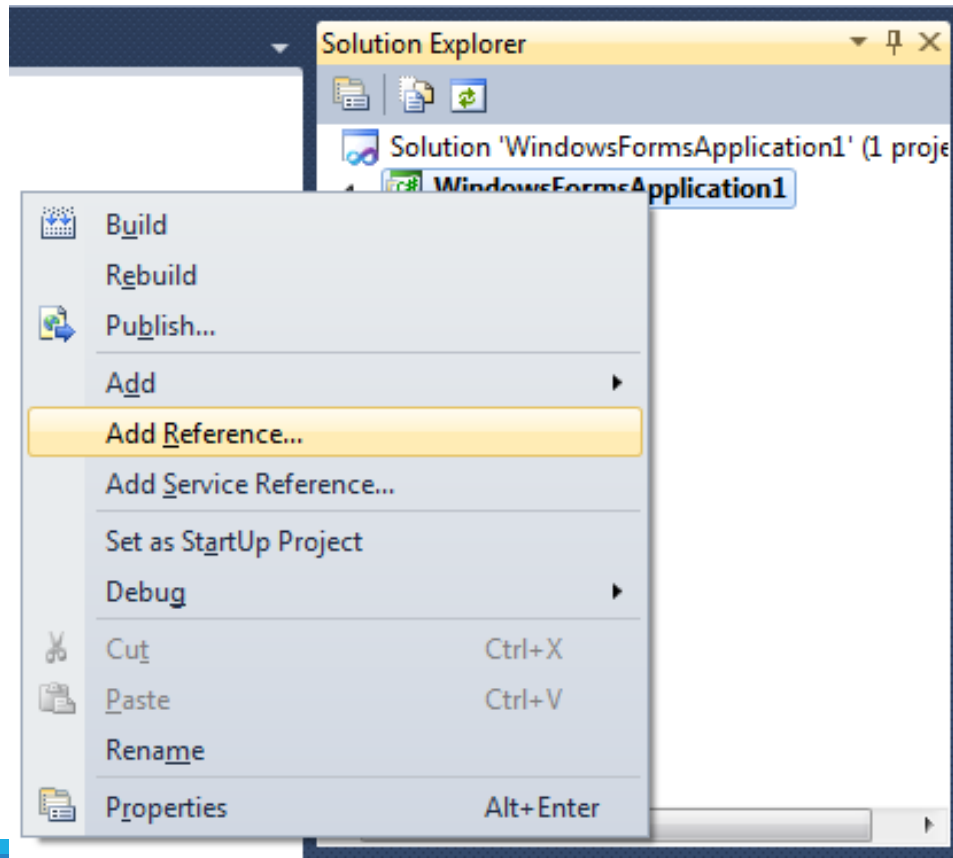 Solution Explorer
Solution 'WindowsFormsApplication1' (1 proje
WindowsFormsApplication1
Build
Rebuild
Publish...
Add
Add Reference...
Add Service Reference...
Set as StartUp Project
Debug
Cut Ctrl+X
Paste Ctrl+V
Rename
Properties Alt+Enter